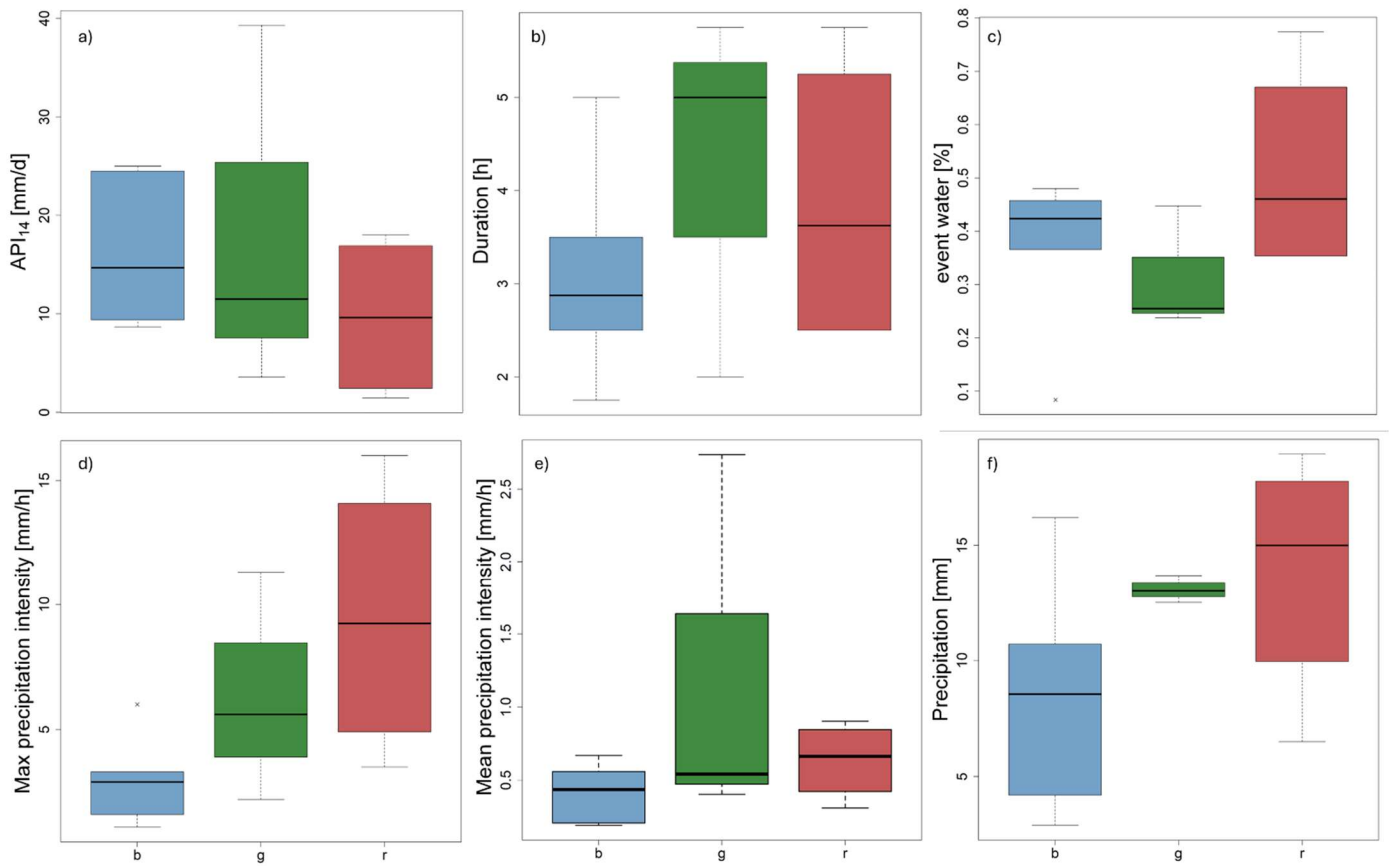 a)
API14 [mm/d]
40
30
20
10
0
b)
Duration [h]
5
4
3
2
c)
event water [%]
0.8
0.7
0.6
0.5
0.4
0.3
0.2
0.1
d)
Max precipitation intensity [mm/h]
15
10
5
b
g
r
e)
Mean precipitation intensity [mm/h]
2.5
2.0
1.5
1.0
0.5
b
g
r
f)
Precipitation [mm]
15
10
5
b
g
r